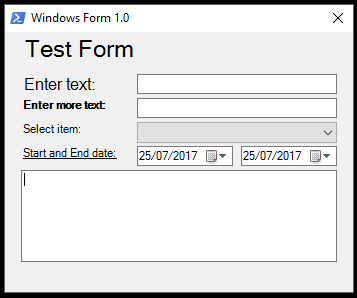 Windows Form 1.0
Test Form
Enter text:
Enter more text:
Select item:
Start and End date: 25/07/2017 25/07/2017